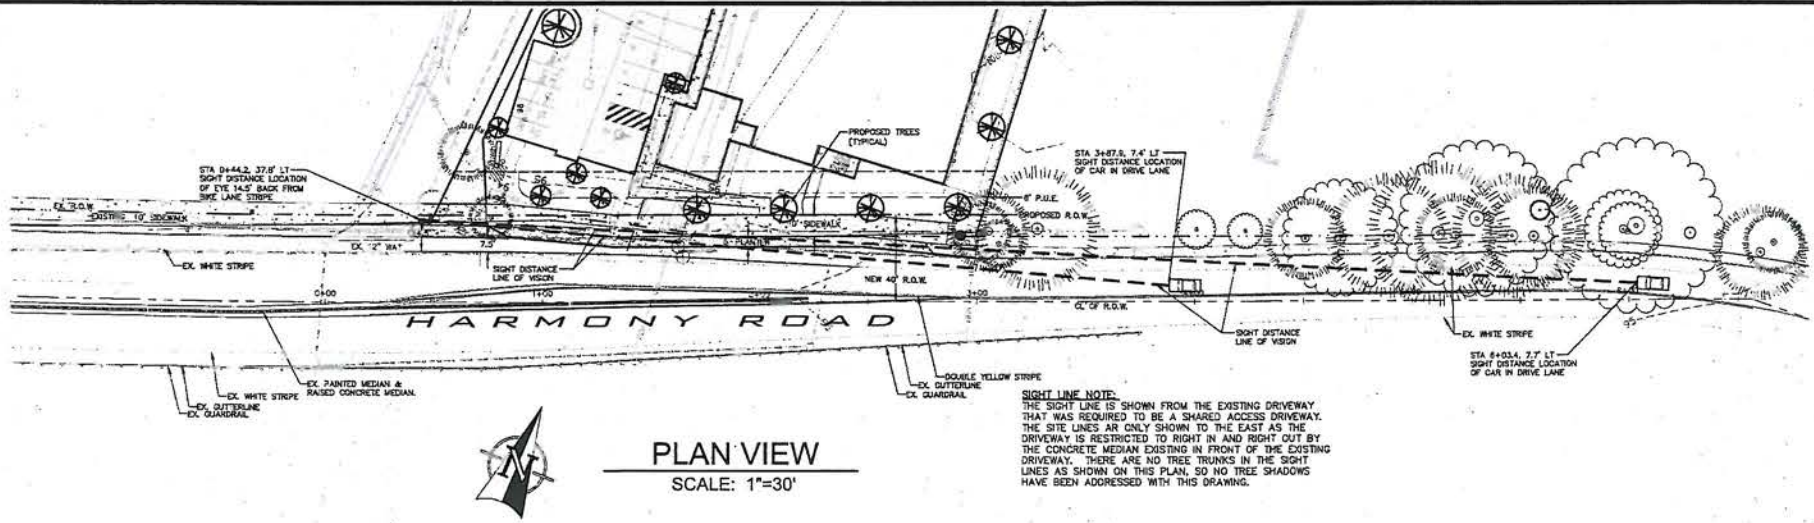 PROPOSED TREES
(TYPICAL)
STA 0+44.2, 37.8' LT
SIGHT DISTANCE LOCATION
OF EYE 14.5' BACK FROM
BIKE LANE STRIPE
STA 3+87.9, 7.4' LT
SIGHT DISTANCE LOCATION
OF CAR IN DRIVE LANE
EX. R.O.W.
EXISTING 10' SIDEWALK
8' P.U.E.
PROPOSED R.O.W.
SIDEWALK
PLANTER
7.5'
EX. WHITE STRIPE
SIGHT DISTANCE
LINE OF VISION
NEW 40' R.O.W.
0+00
1+00
3+00
CL OF R.O.W.
HARMONY ROAD
SIGHT DISTANCE
LINE OF VISION
EX. WHITE STRIPE
95
STA 6+03.4, 7.7' LT
SIGHT DISTANCE LOCATION
OF CAR IN DRIVE LANE
EX. PAINTED MEDIAN &
RAISED CONCRETE MEDIAN.
EX. WHITE STRIPE
EX. GUTTERLINE
EX. GUARDRAIL
DOUBLE YELLOW STRIPE
EX. GUTTERLINE
EX. GUARDRAIL
SIGHT LINE NOTE:
THE SIGHT LINE IS SHOWN FROM THE EXISTING DRIVEWAY
THAT WAS REQUIRED TO BE A SHARED ACCESS DRIVEWAY.
THE SITE LINES AR ONLY SHOWN TO THE EAST AS THE
DRIVEWAY IS RESTRICTED TO RIGHT IN AND RIGHT OUT BY
THE CONCRETE MEDIAN EXISTING IN FRONT OF THE EXISTING
DRIVEWAY. THERE ARE NO TREE TRUNKS IN THE SIGHT
LINES AS SHOWN ON THIS PLAN, SO NO TREE SHADOWS
HAVE BEEN ADDRESSED WITH THIS DRAWING.
N
PLAN VIEW
SCALE: 1"=30'